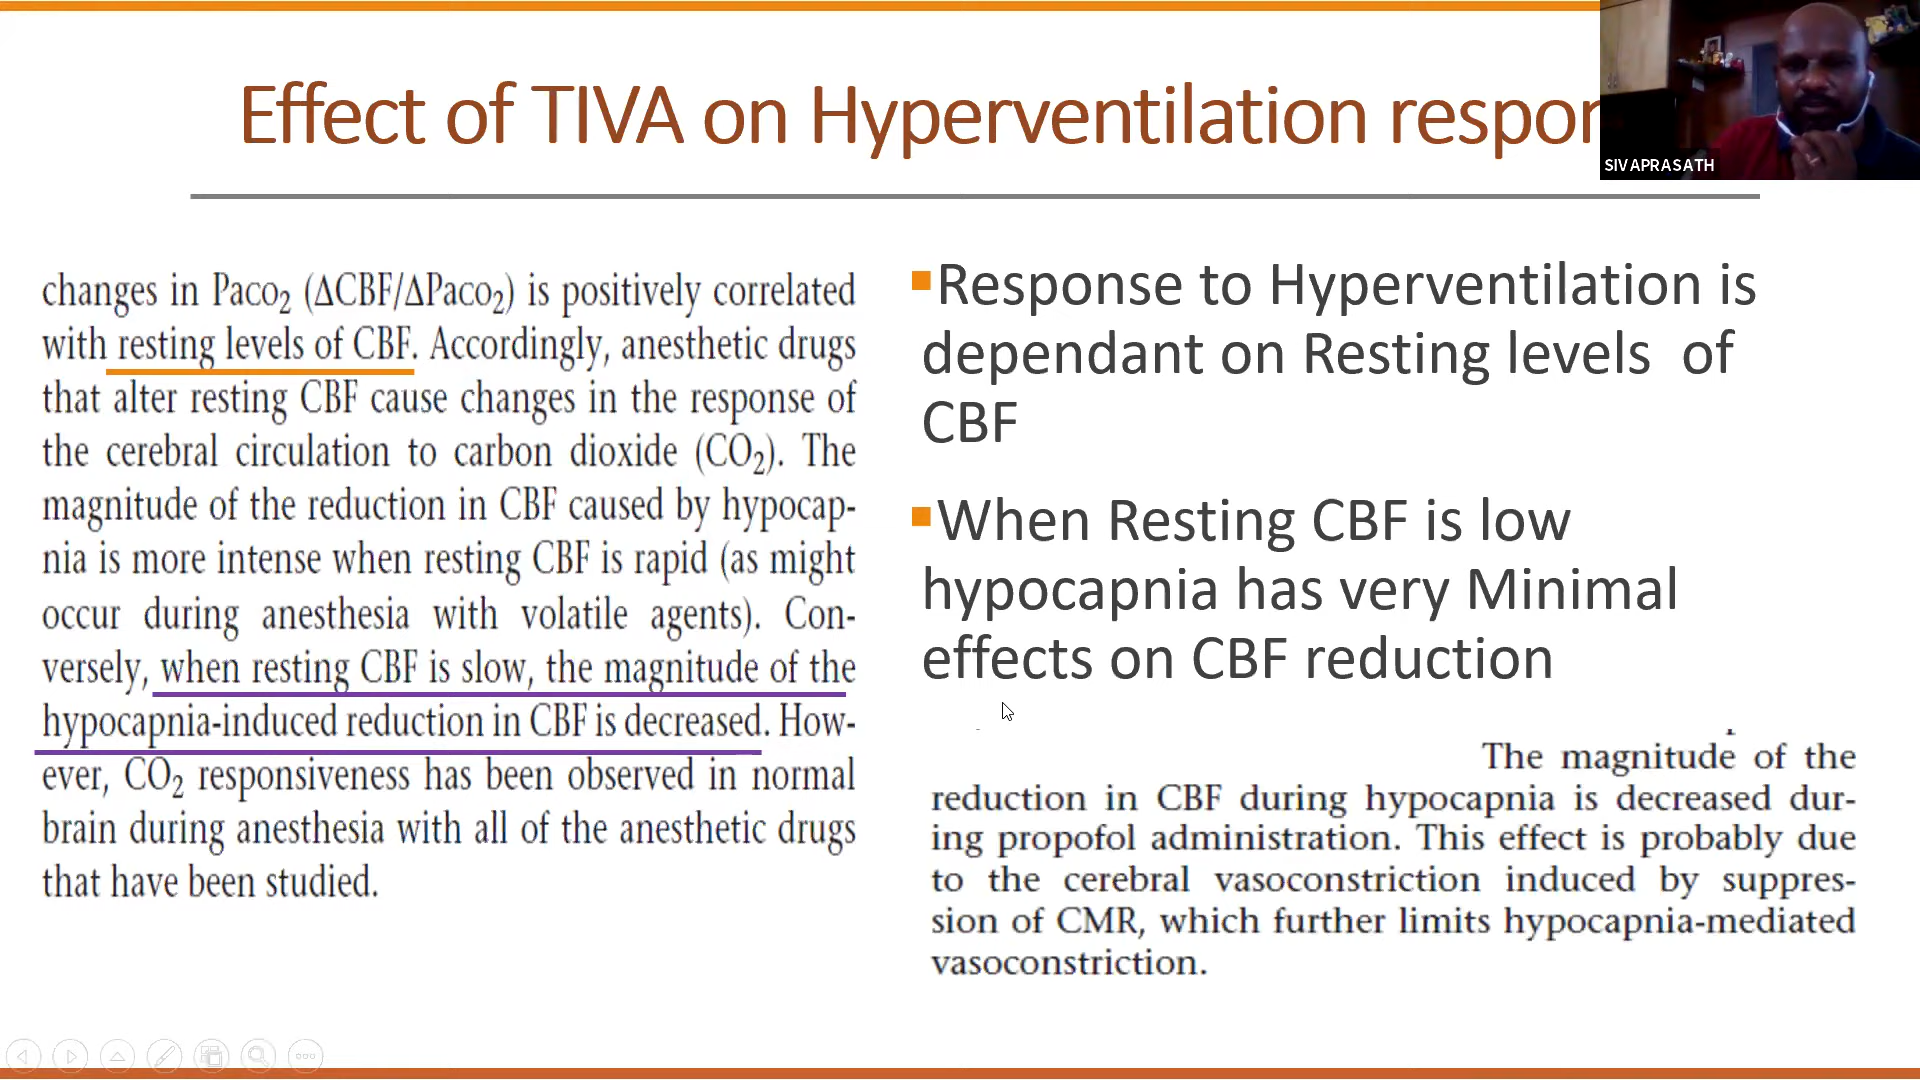 Effect of TIVA on Hyperventilation respon
SIVAPRASATH
changes in Paco₂ (ΔCBF/ΔPaco₂) is positively correlated
with resting levels of CBF. Accordingly, anesthetic drugs
that alter resting CBF cause changes in the response of
the cerebral circulation to carbon dioxide (CO₂). The
magnitude of the reduction in CBF caused by hypocap-
nia is more intense when resting CBF is rapid (as might
occur during anesthesia with volatile agents). Con-
versely, when resting CBF is slow, the magnitude of the
hypocapnia-induced reduction in CBF is decreased. How-
ever, CO₂ responsiveness has been observed in normal
brain during anesthesia with all of the anesthetic drugs
that have been studied.
▪Response to Hyperventilation is
dependant on Resting levels of
CBF
▪When Resting CBF is low
hypocapnia has very Minimal
effects on CBF reduction
The magnitude of the
reduction in CBF during hypocapnia is decreased dur-
ing propofol administration. This effect is probably due
to the cerebral vasoconstriction induced by suppres-
sion of CMR, which further limits hypocapnia-mediated
vasoconstriction.